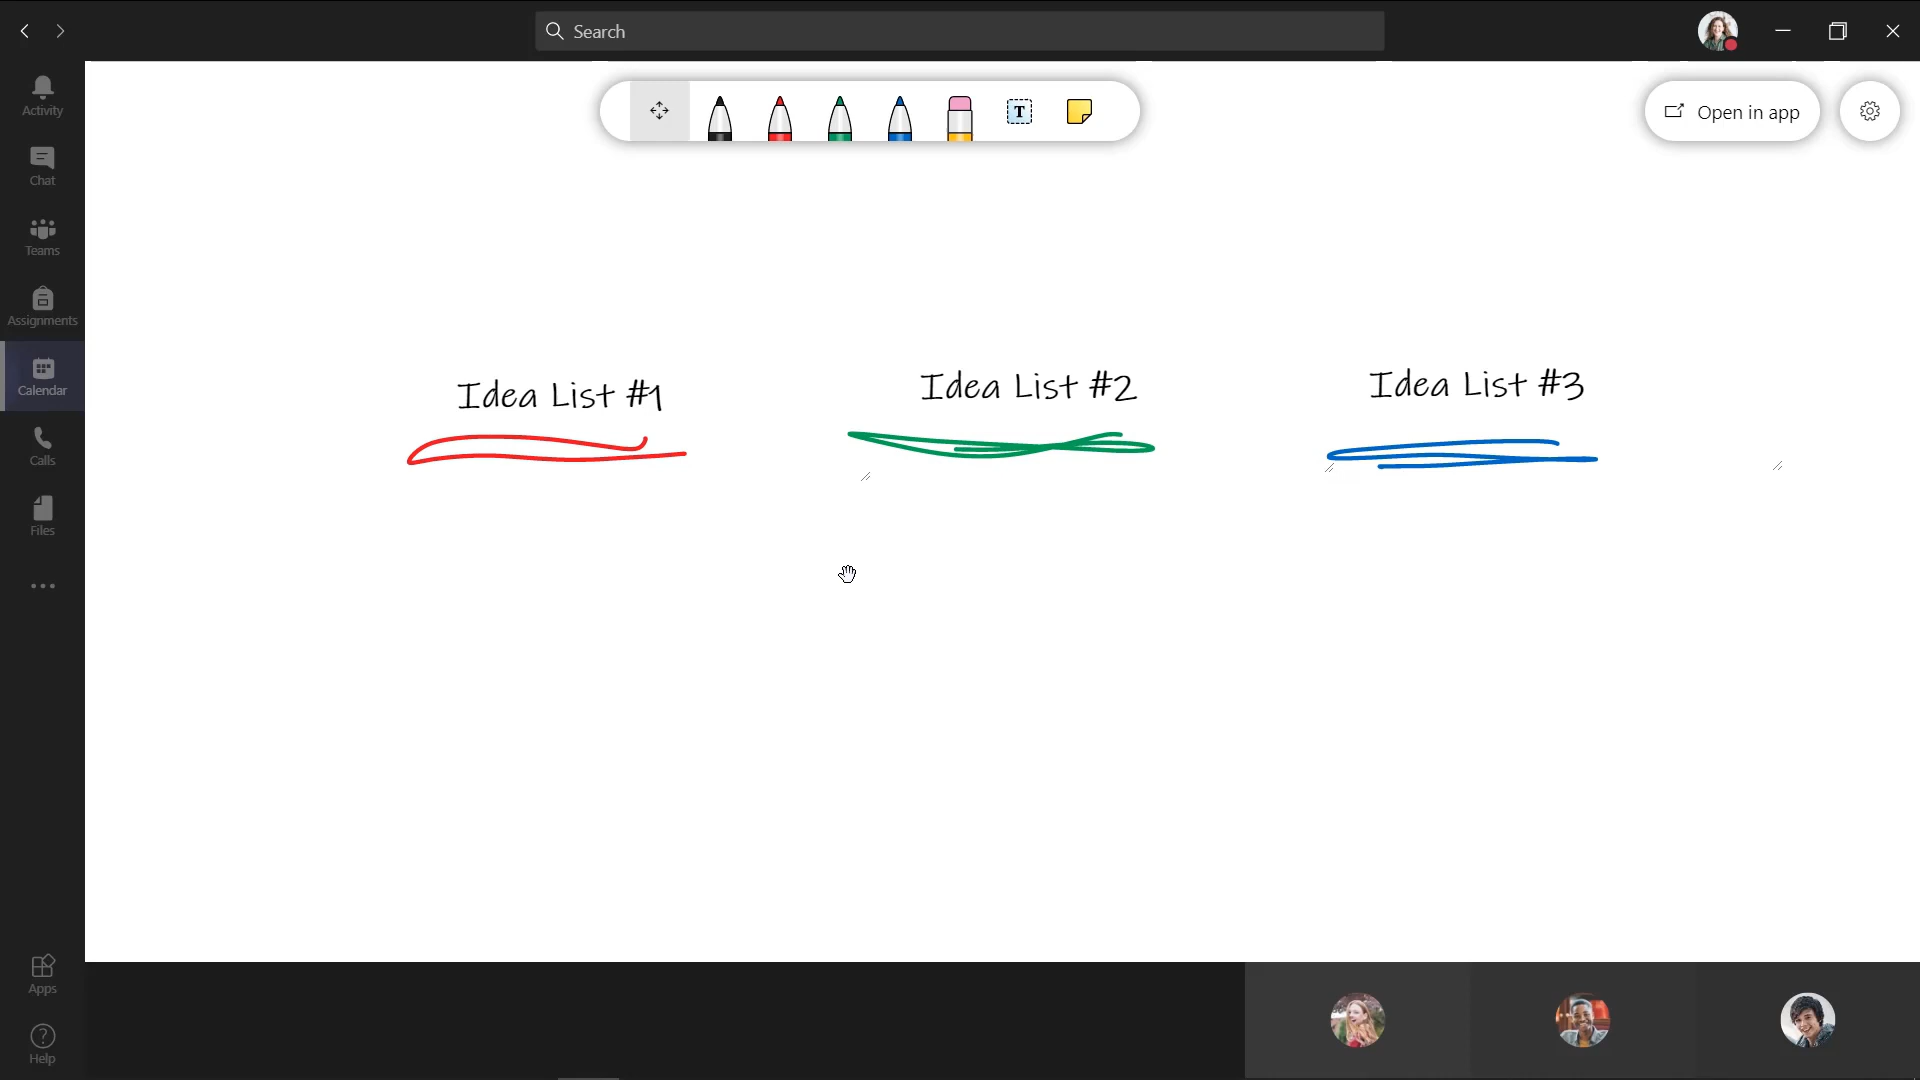 Search
Activity
Chat
Teams
Assignments
Calendar
Calls
Files
Apps
Help
T
Open in app
Idea List #1
Idea List #2
Idea List #3